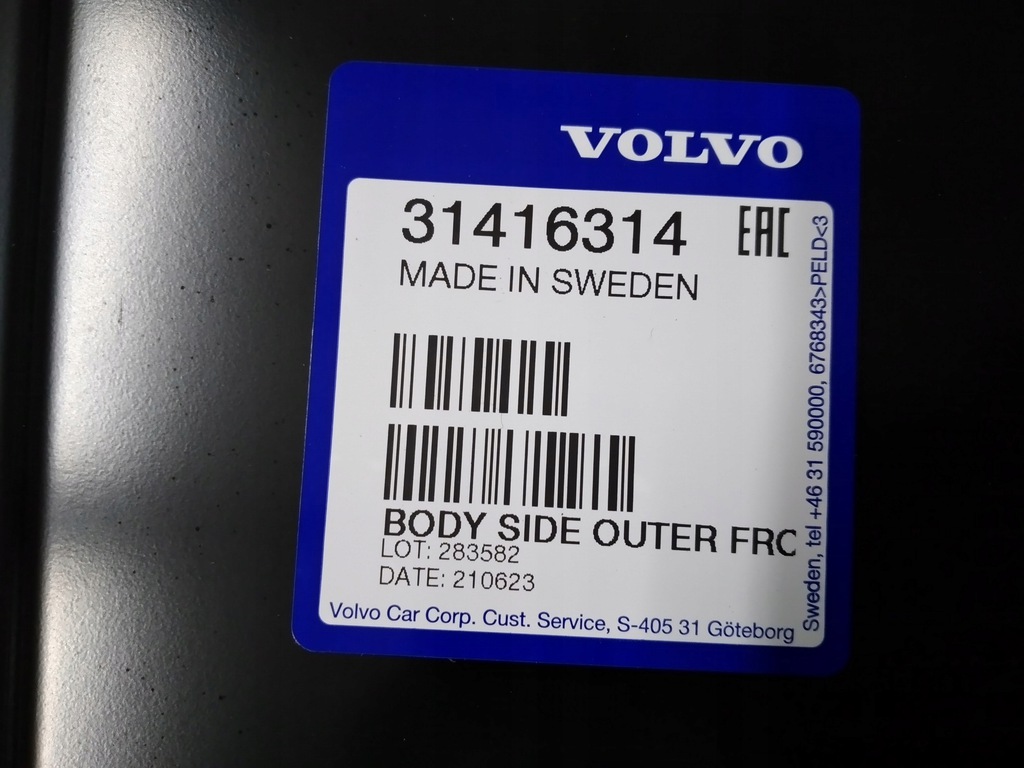 VOLVO
31416314
EAC
MADE IN SWEDEN
BODY SIDE OUTER FRO
LOT: 283582
DATE: 210623
Volvo Car Corp. Cust. Service, S-405 31 Göteborg
Sweden, tel +46 31 590000, 6768343>PELD<3